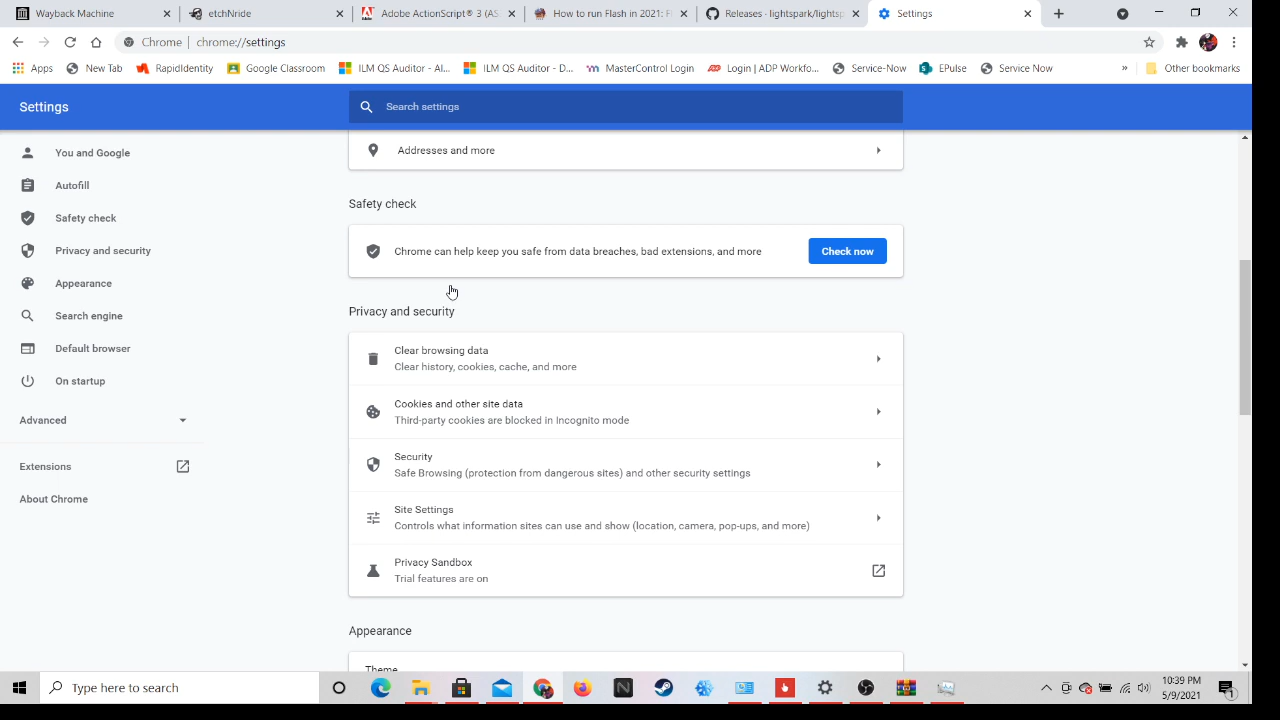 Wayback Machine
etchNride
Adobe ActionScript® 3 (AS
How to run Flash in 2021: F
Releases · lightspark/lightsp
Settings
Chrome | chrome://settings
Apps
New Tab
RapidIdentity
Google Classroom
ILM QS Auditor - Al...
ILM QS Auditor - D...
MasterControl Login
Login | ADP Workfo...
Service-Now
EPulse
Service Now
»
Other bookmarks
Settings
Search settings
You and Google
Autofill
Safety check
Privacy and security
Appearance
Search engine
Default browser
On startup
Advanced
Extensions
About Chrome
Addresses and more
Safety check
Chrome can help keep you safe from data breaches, bad extensions, and more
Check now
Privacy and security
Clear browsing data
Clear history, cookies, cache, and more
Cookies and other site data
Third-party cookies are blocked in Incognito mode
Security
Safe Browsing (protection from dangerous sites) and other security settings
Site Settings
Controls what information sites can use and show (location, camera, pop-ups, and more)
Privacy Sandbox
Trial features are on
Appearance
Theme
Type here to search
10:39 PM
5/9/2021
1